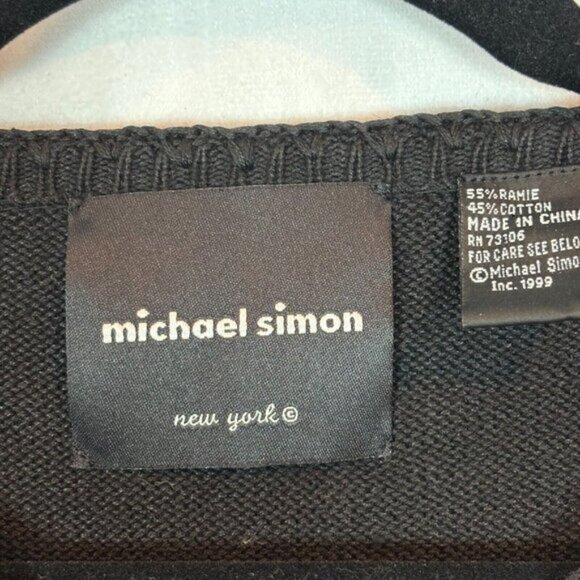 michael simon
new york©
55% RAMIE
45% COTTON
MADE IN CHINA
RN 73106
FOR CARE SEE BELO
©Michael Simo
Inc. 1999